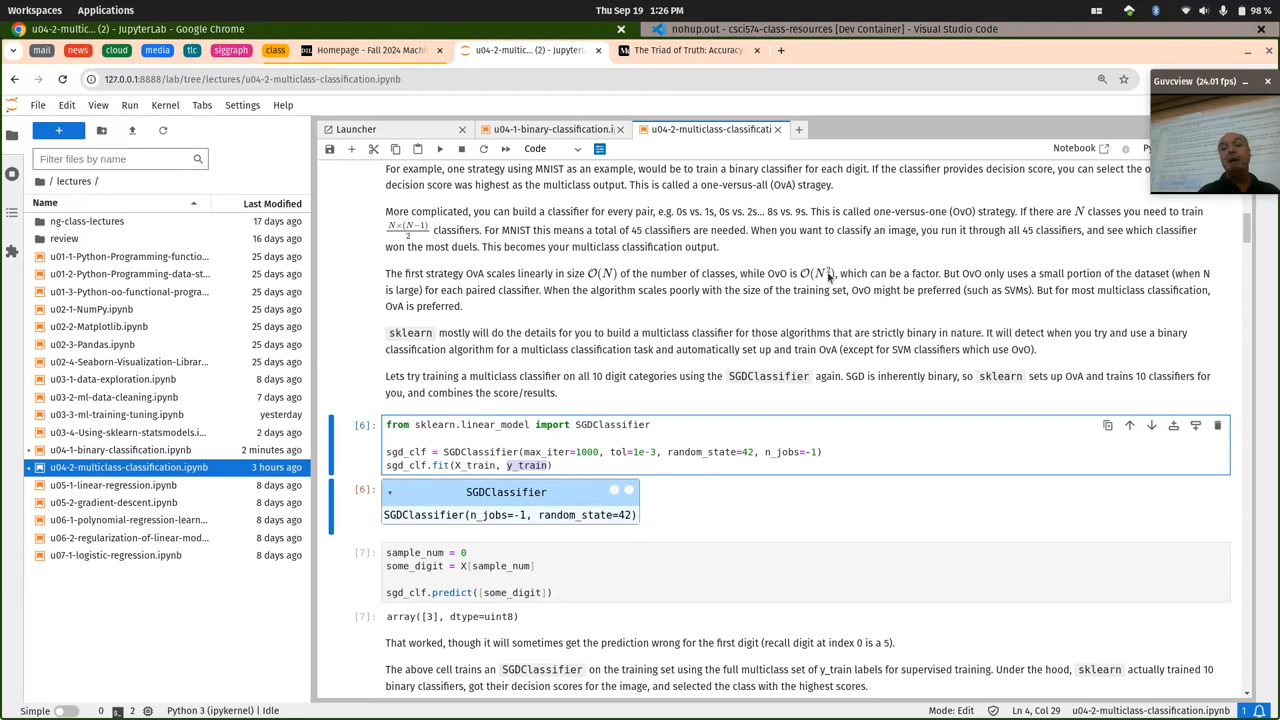 Workspaces Applications Thu Sep 19 1:26 PM 98 %
u04-2-multic... (2) - JupyterLab - Google Chrome nohup.out - csci574-class-resources [Dev Container] - Visual Studio Code
mail news cloud media tlc siggraph class Homepage - Fall 2024 Machi u04-2-multic... (2) - JupyterL The Triad of Truth: Accuracy,
127.0.0.1:8888/lab/tree/lectures/u04-2-multiclass-classification.ipynb
Guvcview (24.01 fps)
File Edit View Run Kernel Tabs Settings Help
Launcher u04-1-binary-classification.i u04-2-multiclass-classificati
Code Notebook
Filter files by name
/ lectures /
Name Last Modified
ng-class-lectures 17 days ago
review 16 days ago
u01-1-Python-Programming-functio... 25 days ago
u01-2-Python-Programming-data-st... 25 days ago
u01-3-Python-oo-functional-progra... 25 days ago
u02-1-NumPy.ipynb 25 days ago
u02-2-Matplotlib.ipynb 25 days ago
u02-3-Pandas.ipynb 25 days ago
u02-4-Seaborn-Visualization-Librar... 25 days ago
u03-1-data-exploration.ipynb 8 days ago
u03-2-ml-data-cleaning.ipynb 7 days ago
u03-3-ml-training-tuning.ipynb yesterday
u03-4-Using-sklearn-statsmodels.i... 2 days ago
u04-1-binary-classification.ipynb 2 minutes ago
u04-2-multiclass-classification.ipynb 3 hours ago
u05-1-linear-regression.ipynb 8 days ago
u05-2-gradient-descent.ipynb 8 days ago
u06-1-polynomial-regression-learn... 8 days ago
u06-2-regularization-of-linear-mod... 8 days ago
u07-1-logistic-regression.ipynb 8 days ago
For example, one strategy using MNIST as an example, would be to train a binary classifier for each digit. If the classifier provides decision score, you can select the
decision score was highest as the multiclass output. This is called a one-versus-all (OvA) stragey.
More complicated, you can build a classifier for every pair, e.g. 0s vs. 1s, 0s vs. 2s... 8s vs. 9s. This is called one-versus-one (OvO) strategy. If there are N classes you need to train
N×(N−1)/2 classifiers. For MNIST this means a total of 45 classifiers are needed. When you want to classify an image, you run it through all 45 classifiers, and see which classifier
won the most duels. This becomes your multiclass classification output.
The first strategy OvA scales linearly in size O(N) of the number of classes, while OvO is O(N²), which can be a factor. But OvO only uses a small portion of the dataset (when N
is large) for each paired classifier. When the algorithm scales poorly with the size of the training set, OvO might be preferred (such as SVMs). But for most multiclass classification,
OvA is preferred.
sklearn mostly will do the details for you to build a multiclass classifier for those algorithms that are strictly binary in nature. It will detect when you try and use a binary
classification algorithm for a multiclass classification task and automatically set up and train OvA (except for SVM classifiers which use OvO).
Lets try training a multiclass classifier on all 10 digit categories using the SGDClassifier again. SGD is inherently binary, so sklearn sets up OvA and trains 10 classifiers for
you, and combines the score/results.
[6]: from sklearn.linear_model import SGDClassifier
sgd_clf = SGDClassifier(max_iter=1000, tol=1e-3, random_state=42, n_jobs=-1)
sgd_clf.fit(X_train, y_train)
[6]: SGDClassifier
SGDClassifier(n_jobs=-1, random_state=42)
[7]: sample_num = 0
some_digit = X[sample_num]
sgd_clf.predict([some_digit])
[7]: array([3], dtype=uint8)
That worked, though it will sometimes get the prediction wrong for the first digit (recall digit at index 0 is a 5).
The above cell trains an SGDClassifier on the training set using the full multiclass set of y_train labels for supervised training. Under the hood, sklearn actually trained 10
binary classifiers, got their decision scores for the image, and selected the class with the highest scores.
Simple 0 2 Python 3 (ipykernel) | Idle Mode: Edit Ln 4, Col 29 u04-2-multiclass-classification.ipynb 1